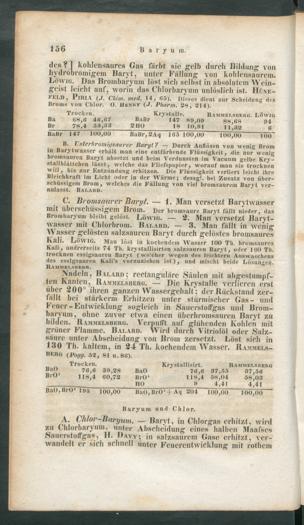 156 Baryum.
des?] kohlensaures Gas färbt sie gelb durch Bildung von
hydrobromigem Baryt, unter Fällung von kohlensaurem.
LÖWIG. Das Brombaryum löst sich selbst in absolutem Wein-
geist leicht auf, worin das Chlorbaryum unlöslich ist. HÜNE-
FELD, PIRIA (J. Chim. med. 14, 65). Dieses dient zur Scheidung des
Broms von Chlor. O. HENRY (J. Pharm. 28, 214).
Trocken. Krystalle. RAMMELSBERG LÖWIG
Ba 68,6 46,67 BaBr 147 89,09 88,68 94
Br 78,4 53,33 2HO 18 10,91 11,32 6
BaBr 147 100,00 BaBr,2Aq 165 100,00 100 100
B. Unterbromigsaurer Baryt? — Durch Auflösen von wenig Brom
in Barytwasser erhält man eine entfärbende Flüssigkeit, die nur wenig
bromsauren Baryt absetzt und beim Verdunsten im Vacuum gelbe Kry-
stallblättchen lässt, welche das Fliesspapier, worauf man sie trocknen
will, bis zur Entzündung erhitzen. Die Flüssigkeit verliert leicht ihre
Bleichkraft im Licht oder in der Wärme; desgl. bei Zusatz von über-
schüssigem Brom, welches die Fällung von viel bromsaurem Baryt ver-
anlasst. BALARD.
C. Bromsaurer Baryt. — 1. Man versetzt Barytwasser
mit überschüssigem Brom. Der bromsaure Baryt fällt nieder, das
Brombaryum bleibt gelöst. LÖWIG. — 2. Man versetzt Baryt-
wasser mit Chlorbrom. BALARD. — 3. Man fällt in wenig
Wasser gelösten salzsauren Baryt durch gelöstes bromsaures
Kali. LÖWIG. Man löst in kochendem Wasser 100 Th. bromsaures
Kali, andrerseits 74 Th. krystallisirten salzsauren Baryt, oder 100 Th.
trocknen essigsauren Baryt (welcher wegen des leichtern Auswaschens
des essigsauren Kali's vorzuziehen ist), und mischt beide Lösungen.
RAMMELSBERG.
Nadeln, BALARD; rectanguläre Säulen mit abgestumpf-
ten Kanten, RAMMELSBERG. — Die Krystalle verlieren erst
über 200° ihren ganzen Wassergehalt; der Rückstand zer-
fällt bei stärkerm Erhitzen unter stürmischer Gas- und
Feuer-Entwicklung sogleich in Sauerstoffgas und Brom-
baryum, ohne zuvor etwa einen überbromsauren Baryt zu
bilden. RAMMELSBERG. Verpufft auf glühenden Kohlen mit
grüner Flamme. BALARD. Wird durch Vitriolöl oder Salz-
säure unter Abscheidung von Brom zersetzt. Löst sich in
130 Th. kaltem, in 24 Th. kochendem Wasser. RAMMELS-
BERG (Pogg. 52, 81 u. 86).
Trocken. Krystalle. RAMMELSBERG
BaO 76,6 39,28 BaO 76,6 37,55 37,56
BrO⁵ 118,4 60,72 BrO⁵ 118,4 58,04 58,03
HO 9 4,41 4,41
BaO,BrO⁵ 195 100,00 BaO,BrO⁵+Aq 204 100,00 100,00
Baryum und Chlor.
A. Chlor-Baryum. — Baryt, in Chlorgas erhitzt, wird
zu Chlorbaryum, unter Abscheidung eines halben Maafses
Sauerstoffgas, H. DAVY; in salzsaurem Gase erhitzt, ver-
wandelt er sich schnell unter Feuerentwicklung mit rothem